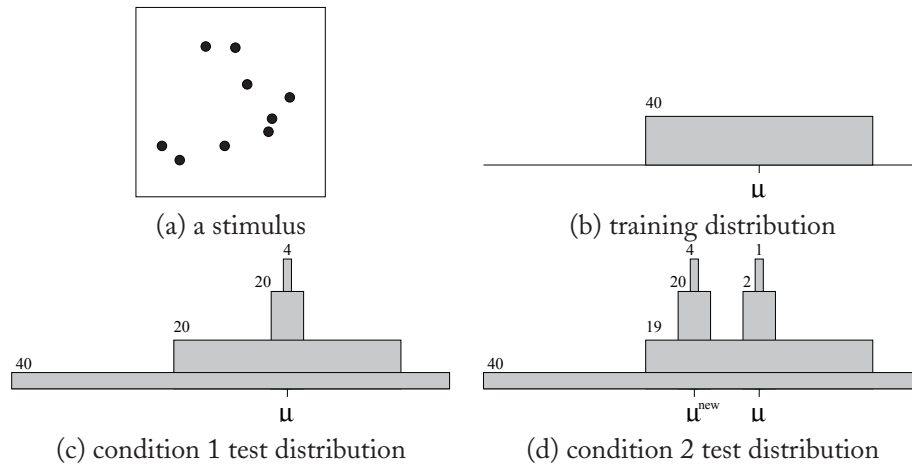 (a) a stimulus
40
μ
(b) training distribution
4
20
20
40
μ
(c) condition 1 test distribution
4 1
20 2
19
40
μnew μ
(d) condition 2 test distribution